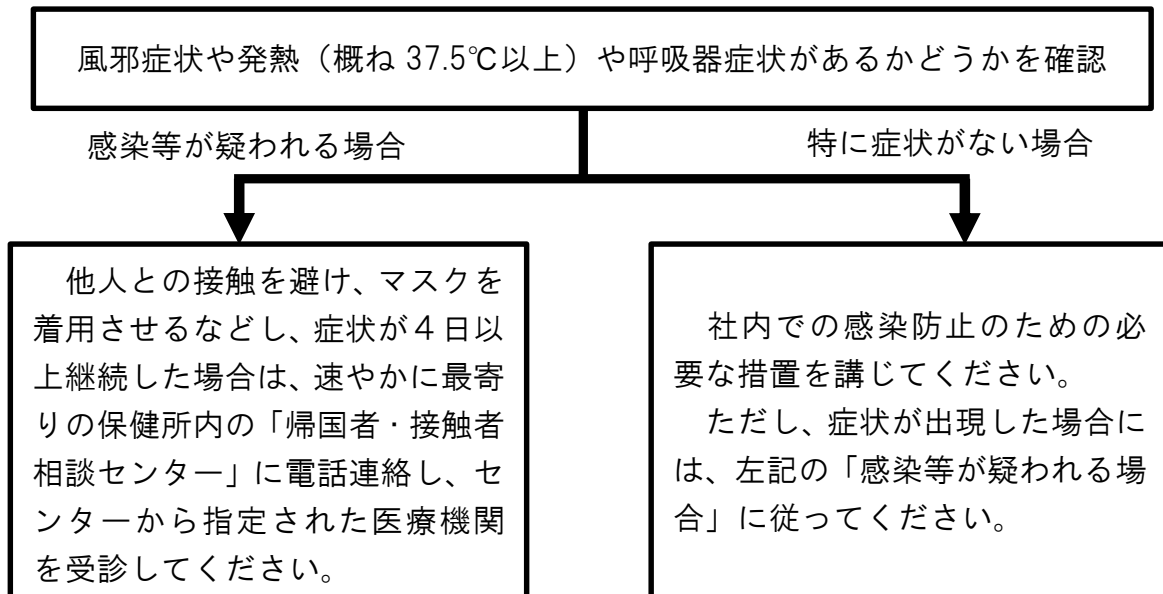 風邪症状や発熱（概ね 37.5℃以上）や呼吸器症状があるかどうかを確認
感染等が疑われる場合
特に症状がない場合
　他人との接触を避け、マスクを
着用させるなどし、症状が４日以
上継続した場合は、速やかに最寄
りの保健所内の「帰国者・接触者
相談センター」に電話連絡し、セ
ンターから指定された医療機関
を受診してください。
　社内での感染防止のための必
要な措置を講じてください。
　ただし、症状が出現した場合に
は、左記の「感染等が疑われる場
合」に従ってください。